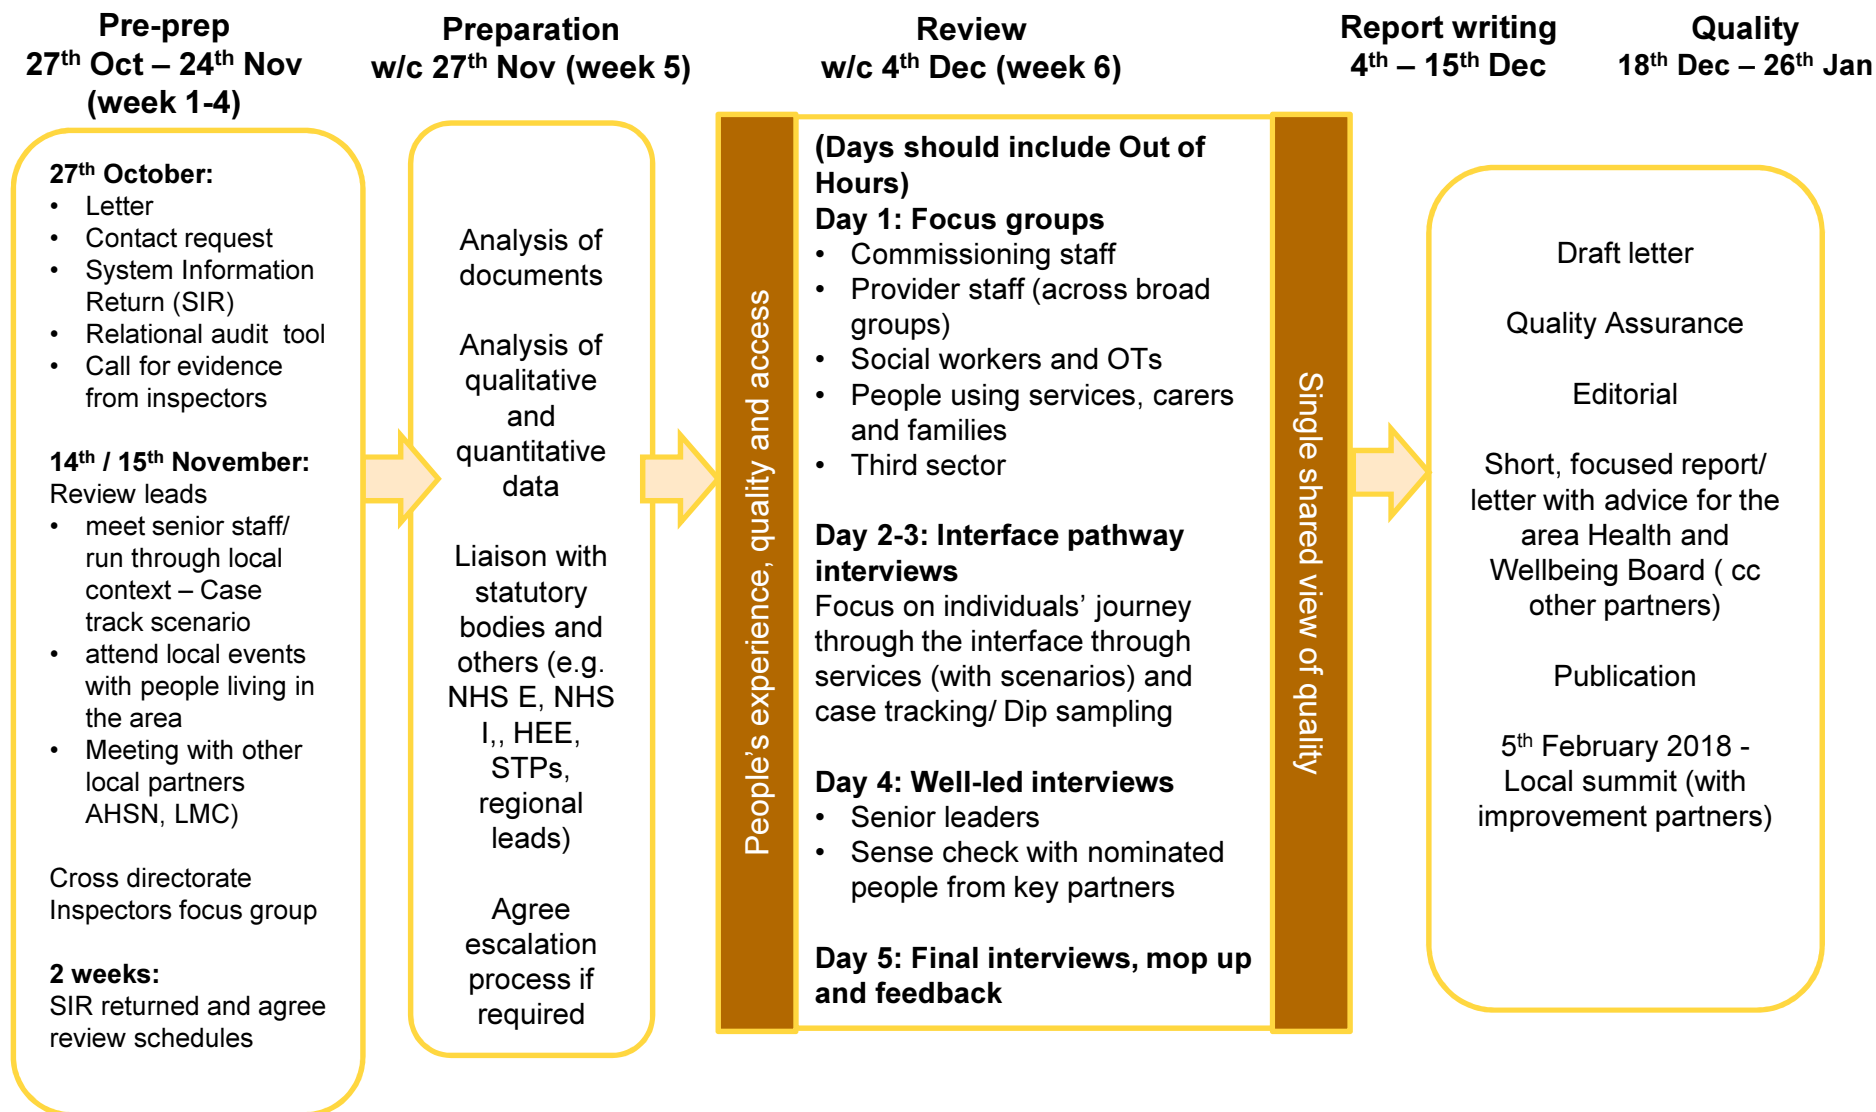 Pre-prep
27th Oct – 24th Nov
(week 1-4)
27th October:
• Letter
• Contact request
• System Information
Return (SIR)
• Relational audit  tool
• Call for evidence
from inspectors
14th / 15th November:
Review leads
• meet senior staff/
run through local
context – Case
track scenario
• attend local events
with people living in
the area
• Meeting with other
local partners
AHSN, LMC)
Cross directorate
Inspectors focus group
2 weeks:
SIR returned and agree
review schedules
Preparation
w/c 27th Nov (week 5)
Analysis of
documents
Analysis of
qualitative
and
quantitative
data
Liaison with
statutory
bodies and
others (e.g.
NHS E, NHS
I,, HEE,
STPs,
regional
leads)
Agree
escalation
process if
required
Review
w/c 4th Dec (week 6)
People's experience, quality and access
(Days should include Out of
Hours)
Day 1: Focus groups
• Commissioning staff
• Provider staff (across broad
groups)
• Social workers and OTs
• People using services, carers
and families
• Third sector
Day 2-3: Interface pathway
interviews
Focus on individuals' journey
through the interface through
services (with scenarios) and
case tracking/ Dip sampling
Day 4: Well-led interviews
• Senior leaders
• Sense check with nominated
people from key partners
Day 5: Final interviews, mop up
and feedback
Single shared view of quality
Report writing
4th – 15th Dec
Quality
18th Dec – 26th Jan
Draft letter
Quality Assurance
Editorial
Short, focused report/
letter with advice for the
area Health and
Wellbeing Board ( cc
other partners)
Publication
5th February 2018 -
Local summit (with
improvement partners)